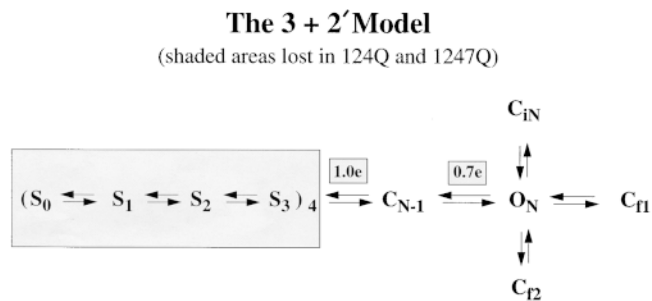 The 3 + 2′ Model
(shaded areas lost in 124Q and 1247Q)
CiN
1.0e 0.7e
(S0 S1 S2 S3)4 CN-1 ON Cf1
Cf2